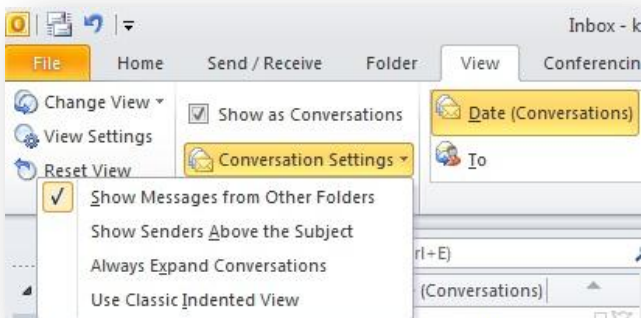 Inbox - k
File Home Send / Receive Folder View Conferencin
Change View
View Settings
Reset View
Show as Conversations
Conversation Settings
Date (Conversations)
To
Show Messages from Other Folders
Show Senders Above the Subject
Always Expand Conversations
Use Classic Indented View
rl+E)
(Conversations)